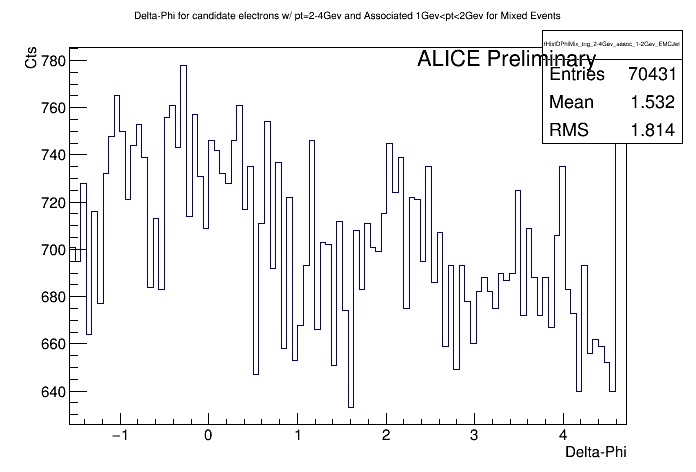 Delta-Phi for candidate electrons w/ pt=2-4Gev and Associated 1Gev<pt<2Gev for Mixed Events
fHistDPhiMix_trig_2-4Gev_assoc_1-2Gev_EMCJet
ALICE Preliminary
Entries 70431
Mean 1.532
RMS 1.814
Cts
780
760
740
720
700
680
660
640
−1 0 1 2 3 4
Delta-Phi